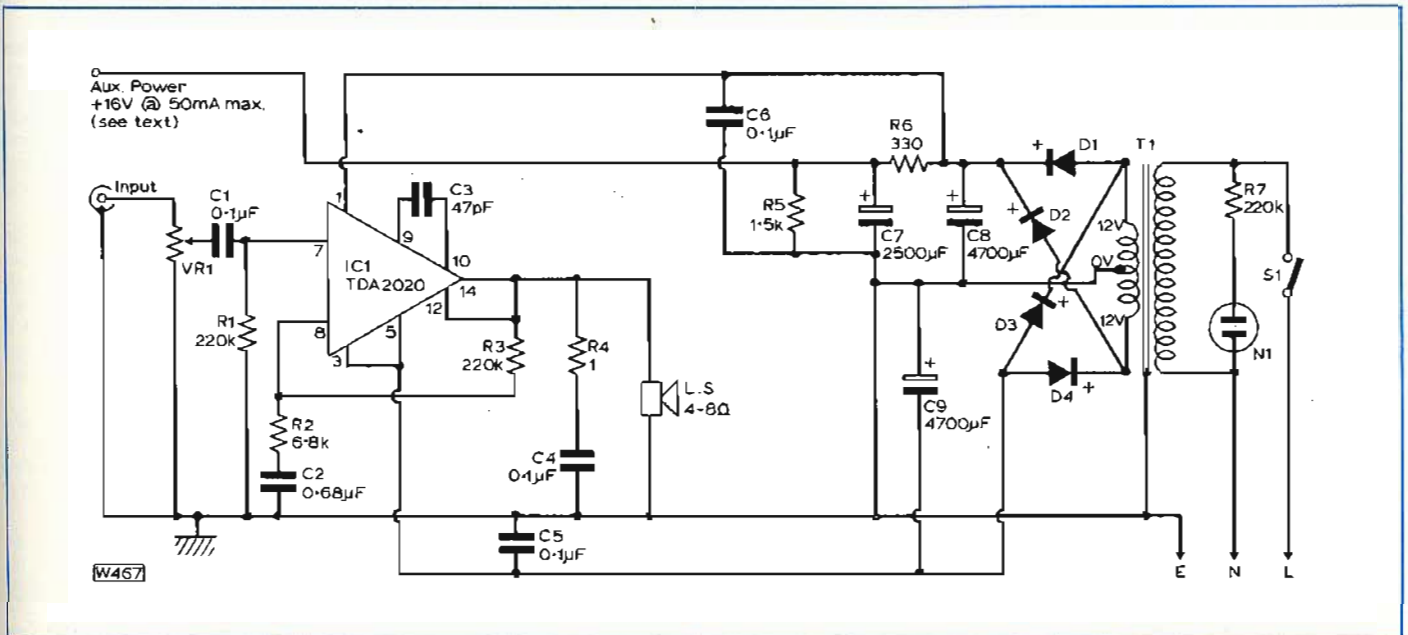 Aux. Power
+16V @ 50mA max.
(see text)
Input
VR1
C1
0·1µF
R1
220k
R2
6·8k
C2
0·68µF
1
7
8
3
5
9
10
14
12
IC1
TDA2020
C3
47pF
R3
220k
R4
1
C4
0·1µF
C5
0·1µF
L.S
4-8Ω
C6
0·1µF
R5
1·5k
R6
330
+
C7
2500µF
+
C8
4700µF
+
C9
4700µF
+
D1
+
D2
D3
+
D4
+
T1
12V
0V
12V
R7
220k
N1
S1
E N L
W467